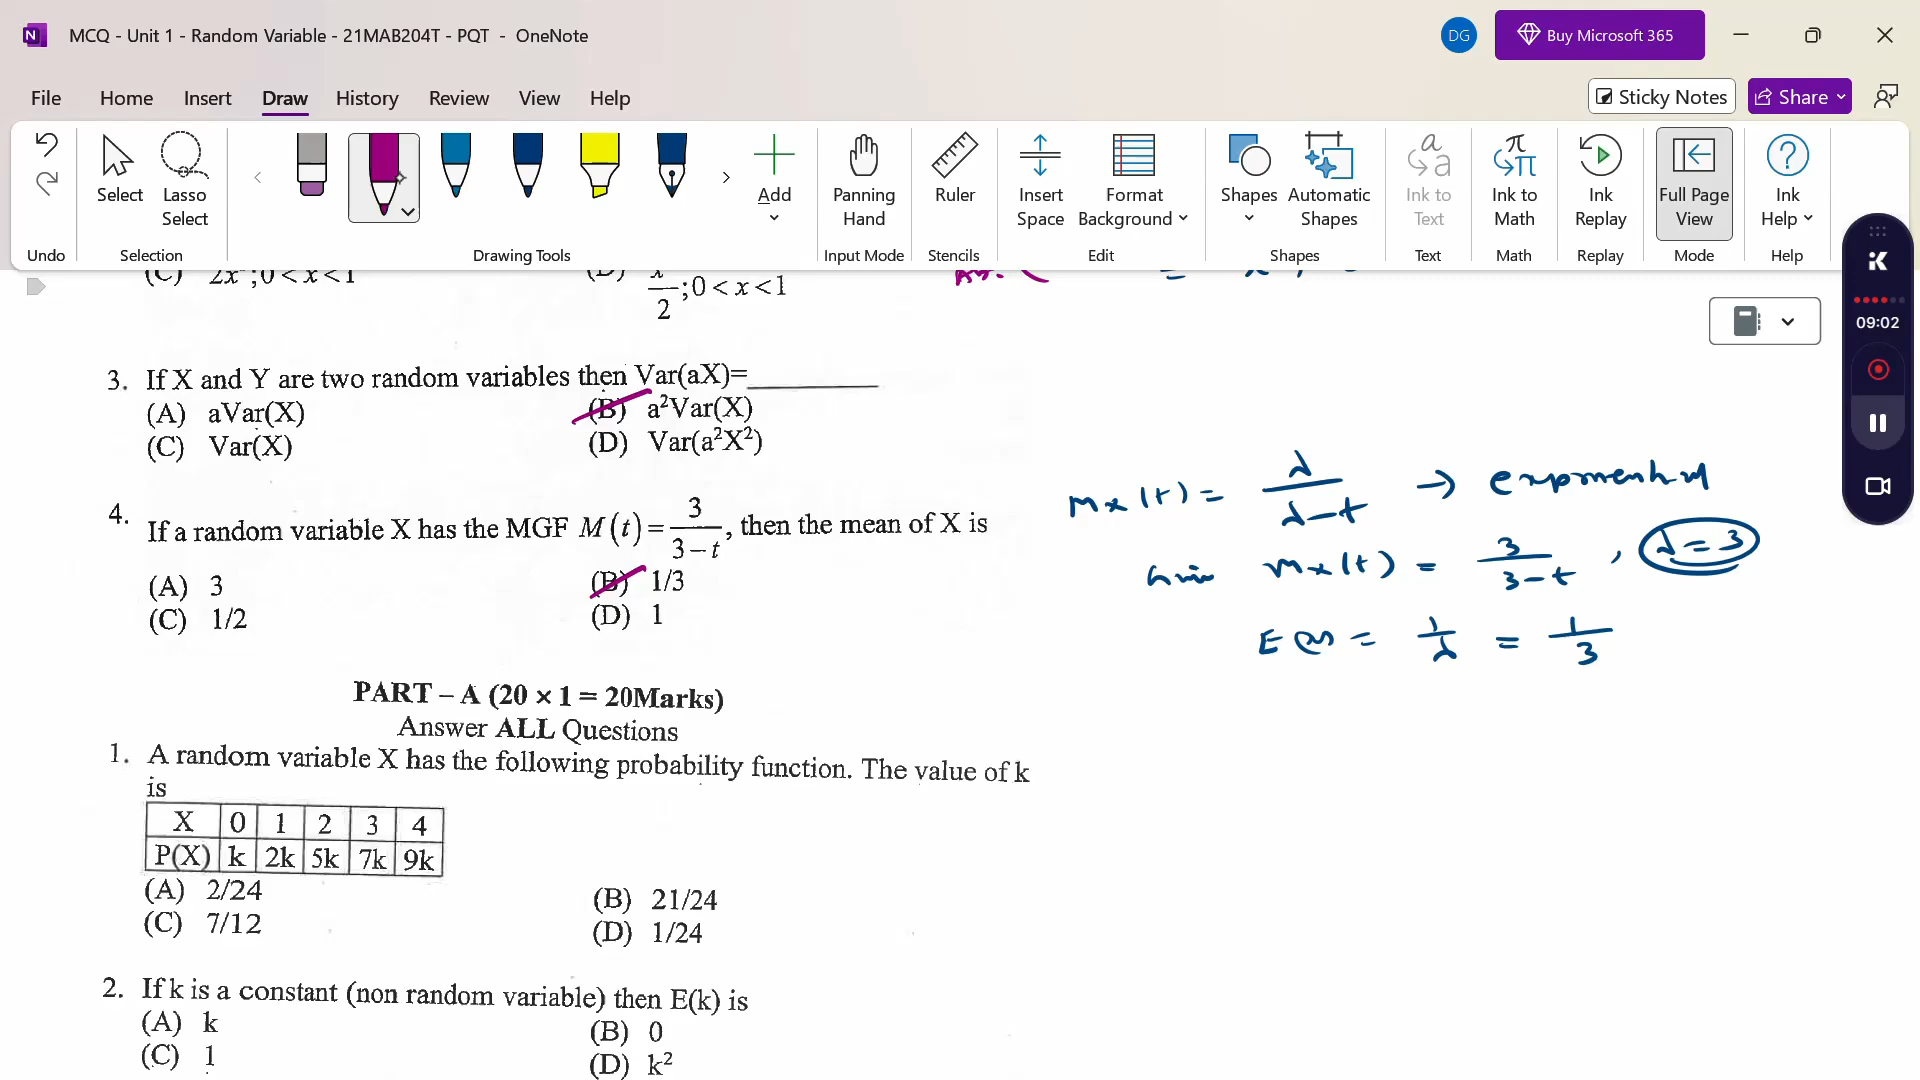 MCQ - Unit 1 - Random Variable - 21MAB204T - PQT - OneNote
DG
Buy Microsoft 365
File Home Insert Draw History Review View Help
Sticky Notes
Share
Select
Lasso Select
Add
Panning Hand
Ruler
Insert Space
Format Background
Shapes
Automatic Shapes
Ink to Text
Ink to Math
Ink Replay
Full Page View
Ink Help
Undo Selection Drawing Tools Input Mode Stencils Edit Shapes Text Math Replay Mode Help
09:02
;0 < x < 1
/2 ;0 < x < 1
3. If X and Y are two random variables then Var(aX)=__________
(A) aVar(X) (B) a²Var(X)
(C) Var(X) (D) Var(a²X²)
4. If a random variable X has the MGF M(t) = 3/(3−t), then the mean of X is
(A) 3 (B) 1/3
(C) 1/2 (D) 1
Mx(t) = λ/(λ−t) → exponential
Mx(t) = 3/(3−t) , λ = 3
E(x) = 1/λ = 1/3
PART – A (20 × 1 = 20Marks)
Answer ALL Questions
1. A random variable X has the following probability function. The value of k
is
X 0 1 2 3 4
P(X) k 2k 5k 7k 9k
(A) 2/24 (B) 21/24
(C) 7/12 (D) 1/24
2. If k is a constant (non random variable) then E(k) is
(A) k (B) 0
(C) 1 (D) k²